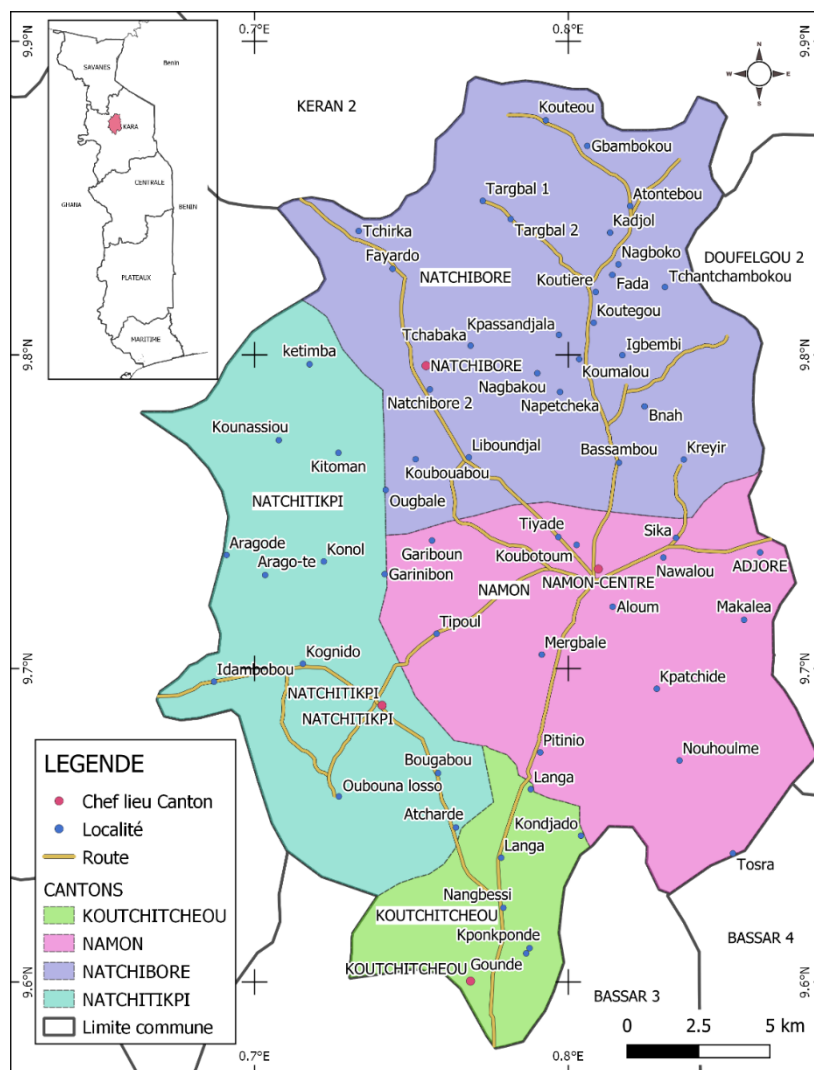 0.7°E
0.8°E
9.9°N
9.9°N
SAVANES
Benin
KARA
CENTRALE
GHANA
BENIN
PLATEAUX
MARITIME
N
W
E
S
KERAN 2
Kouteou
Gbambokou
Targbal 1
Atontebou
Targbal 2
Kadjol
Tchirka
DOUFELGOU 2
Fayardo
Nagboko
NATCHIBORE
Koutiere
Fada
Tchantchambokou
Koutegou
Tchabaka
Kpassandjala
Igbembi
9.8°N
9.8°N
ketimba
NATCHIBORE
Koumalou
Nagbakou
Natchibore 2
Napetcheka
Bnah
Kounassiou
Liboundjal
Kitoman
Koubouabou
Bassambou
Kreyir
NATCHITIKPI
Ougbale
Tiyade
Sika
Aragode
Konol
Gariboun
Koubotoum
Arago-te
Garinibon
NAMON-CENTRE
Nawalou
ADJORE
NAMON
Aloum
Makalea
Tipoul
Mergbale
Kognido
9.7°N
9.7°N
Idambobou
Kpatchide
NATCHITIKPI
NATCHITIKPI
Pitinio
Nouhoulme
Bougabou
Langa
Oubouna losso
Atcharde
Kondjado
Langa
Tosra
Nangbessi
KOUTCHITCHEOU
Kponkponde
BASSAR 4
KOUTCHITCHEOU
Gounde
9.6°N
9.6°N
BASSAR 3
LEGENDE
Chef lieu Canton
Localité
Route
CANTONS
KOUTCHITCHEOU
NAMON
NATCHIBORE
NATCHITIKPI
Limite commune
0 2.5 5 km
0.7°E
0.8°E